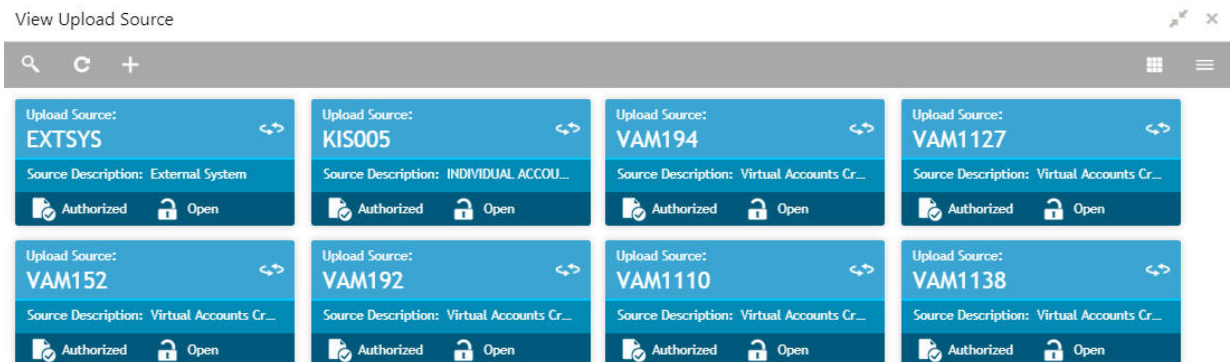 View Upload Source
Upload Source: Upload Source: Upload Source: Upload Source:
EXTSYS KIS005 VAM194 VAM1127
Source Description: External System Source Description: INDIVIDUAL ACCOU... Source Description: Virtual Accounts Cr... Source Description: Virtual Accounts Cr...
Authorized Open Authorized Open Authorized Open Authorized Open
Upload Source: Upload Source: Upload Source: Upload Source:
VAM152 VAM192 VAM1110 VAM1138
Source Description: Virtual Accounts Cr... Source Description: Virtual Accounts Cr... Source Description: Virtual Accounts Cr... Source Description: Virtual Accounts Cr...
Authorized Open Authorized Open Authorized Open Authorized Open